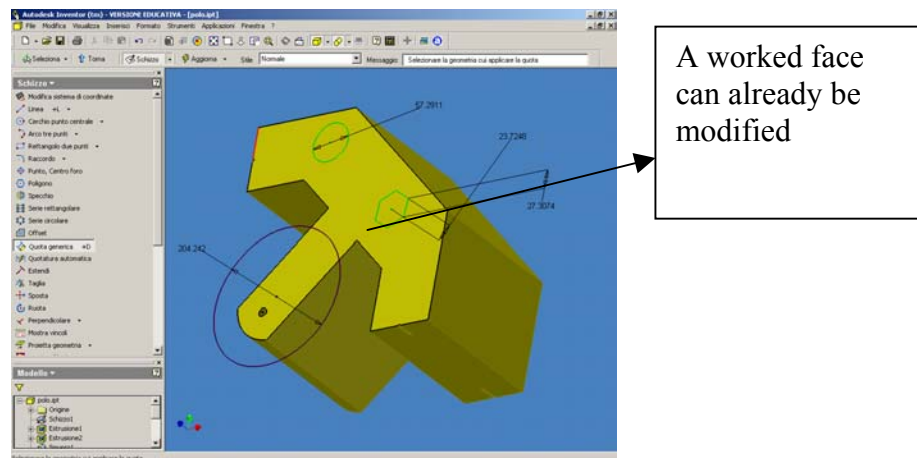 Autodesk Inventor (tm) - VERSIONE EDUCATIVA - [polo.ipt]
File Modifica Visualizza Inserisci Formato Strumenti Applicazioni Finestra ?
Seleziona Torna Schizzo Aggiorna Stile Normale Messaggio Selezionare la geometria cui applicare la quota
Schizzo
Modifica sistema di coordinate
Linea +L
Cerchio punto centrale
Arco tre punti
Rettangolo due punti
Raccordo
Punto, Centro foro
Poligono
Specchio
Serie rettangolare
Serie circolare
Offset
Quota generica +D
Quotatura automatica
Estendi
Taglia
Sposta
Ruota
Perpendicolare
Mostra vincoli
Proietta geometria
Modello
polo.ipt
Origine
Schizzo1
Estrusione1
Estrusione2
57.2911
23.7248
27.3074
204.242
A worked face
can already be
modified